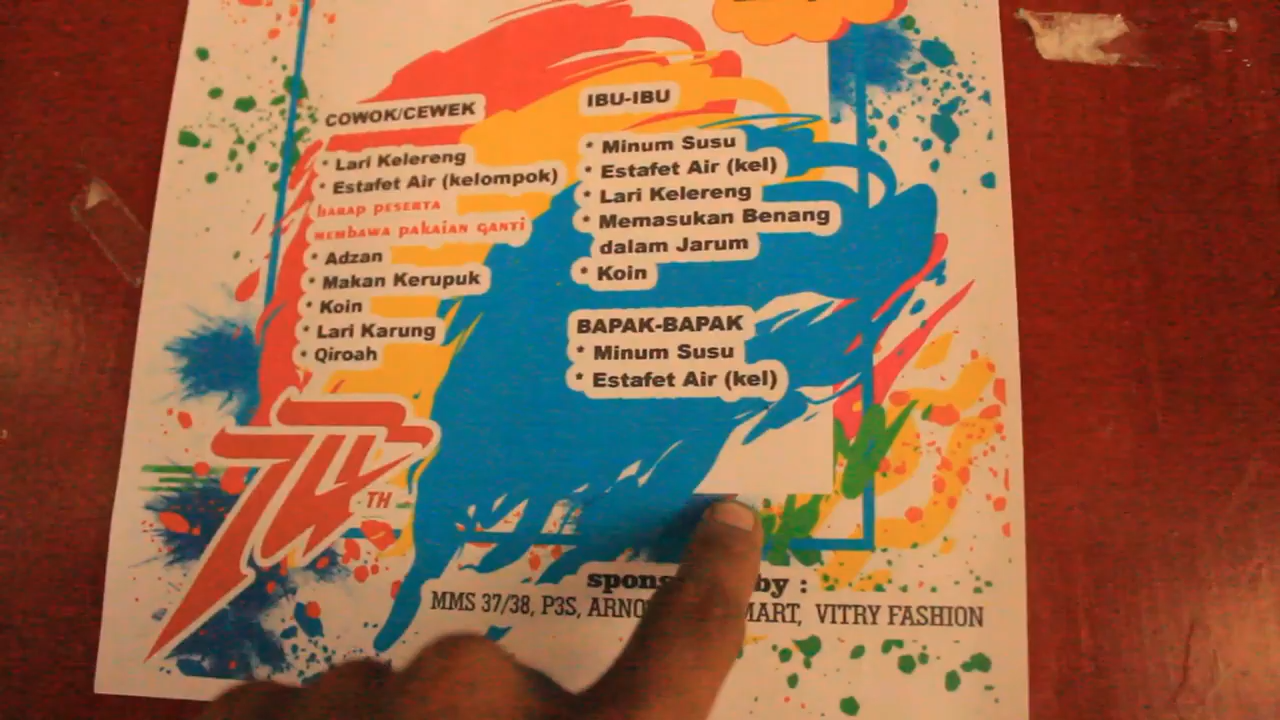 COWOK/CEWEK
* Lari Kelereng
* Estafet Air (kelompok)
HARAP PESERTA
MEMBAWA PAKAIAN GANTI
* Adzan
* Makan Kerupuk
* Koin
* Lari Karung
* Qiroah
IBU-IBU
* Minum Susu
* Estafet Air (kel)
* Lari Kelereng
* Memasukan Benang
dalam Jarum
* Koin
BAPAK-BAPAK
* Minum Susu
* Estafet Air (kel)
74 TH
by :
MMS 37/38, P3S, VITRY FASHION